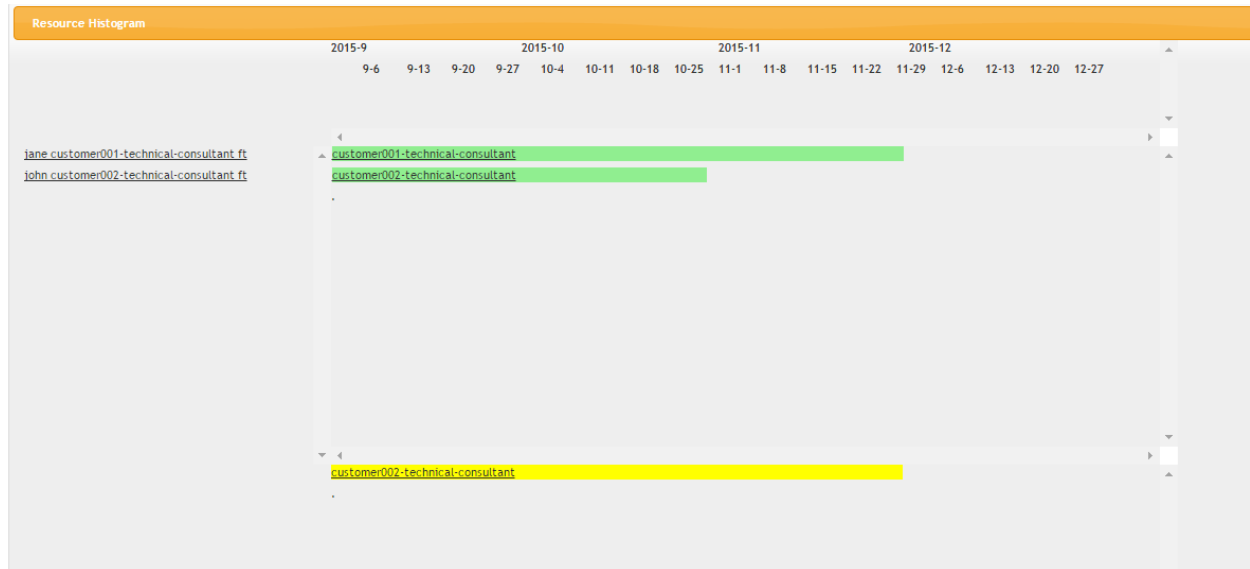 Resource Histogram
2015-9 2015-10 2015-11 2015-12
9-6 9-13 9-20 9-27 10-4 10-11 10-18 10-25 11-1 11-8 11-15 11-22 11-29 12-6 12-13 12-20 12-27
jane customer001-technical-consultant ft customer001-technical-consultant
john customer002-technical-consultant ft customer002-technical-consultant
.
customer002-technical-consultant
.